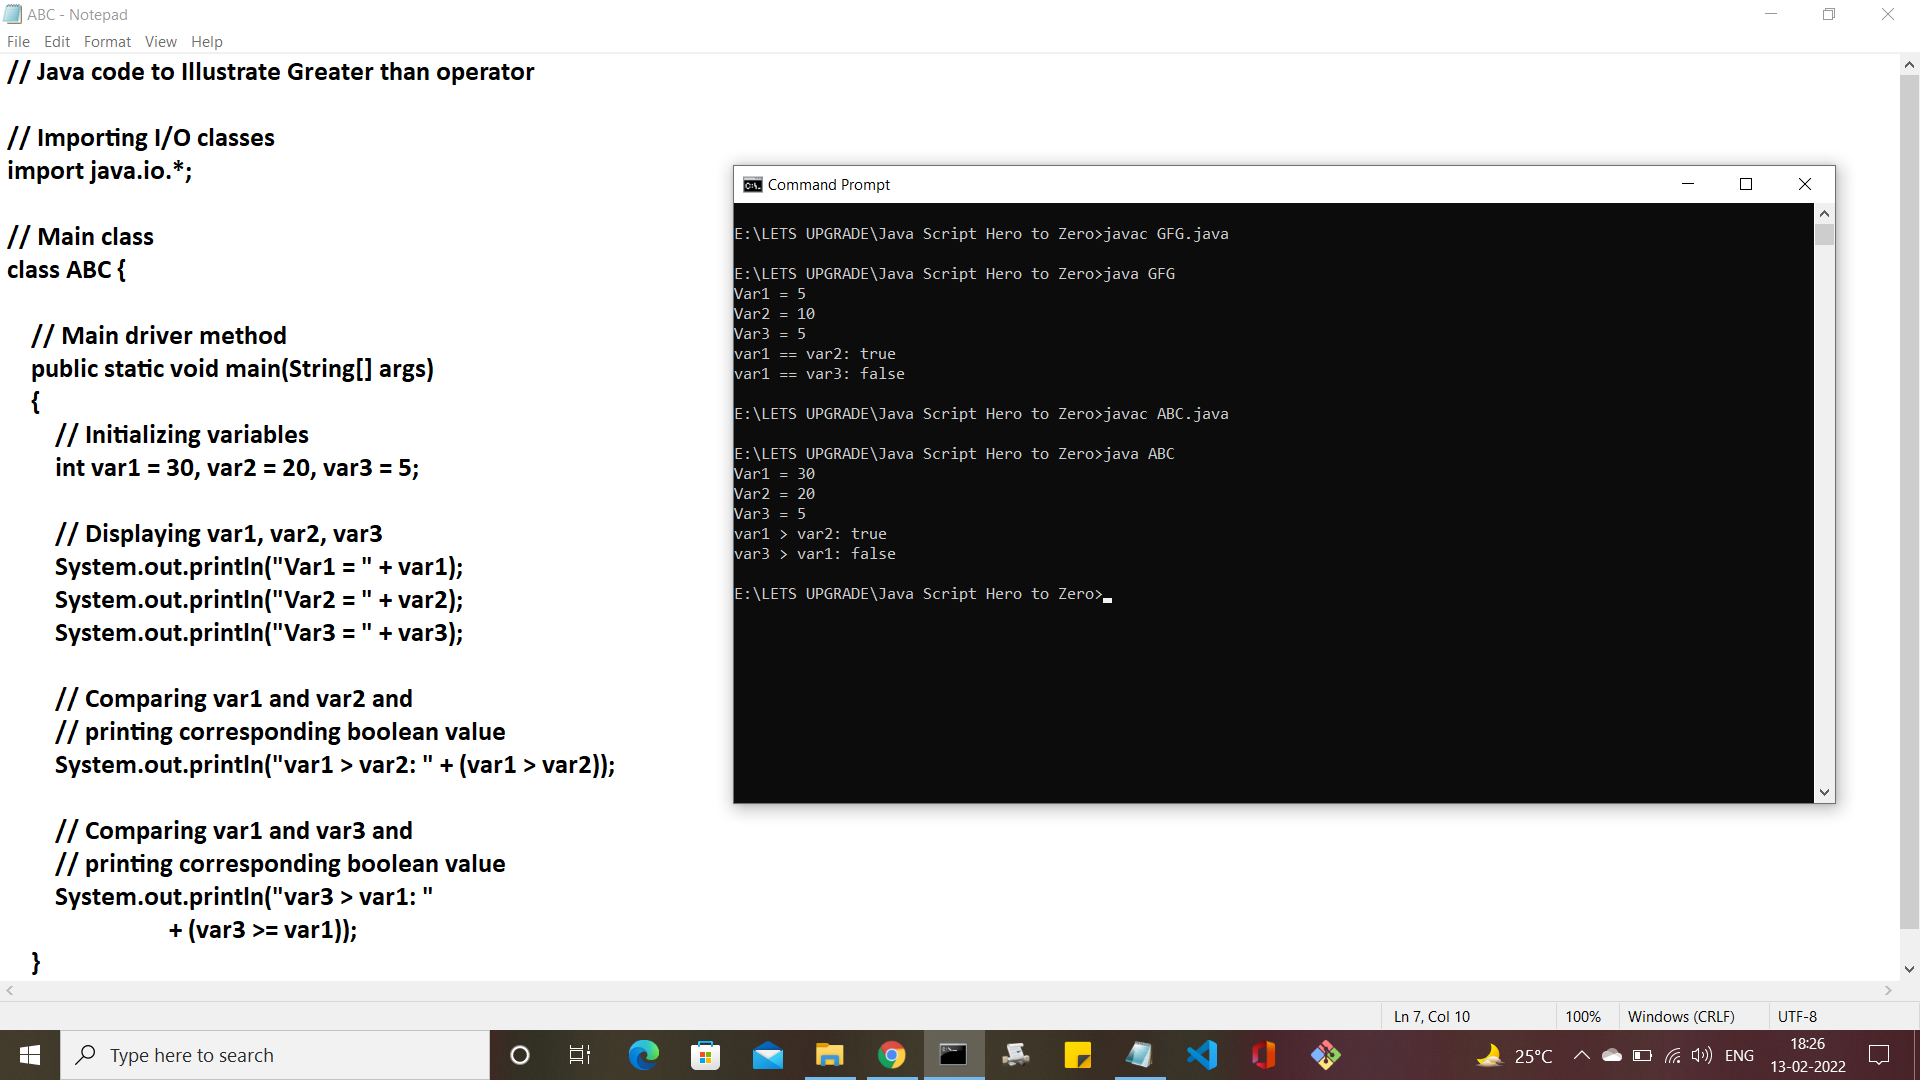 ABC - Notepad
File Edit Format View Help
// Java code to Illustrate Greater than operator
// Importing I/O classes
import java.io.*;
// Main class
class ABC {
// Main driver method
public static void main(String[] args)
{
// Initializing variables
int var1 = 30, var2 = 20, var3 = 5;
// Displaying var1, var2, var3
System.out.println("Var1 = " + var1);
System.out.println("Var2 = " + var2);
System.out.println("Var3 = " + var3);
// Comparing var1 and var2 and
// printing corresponding boolean value
System.out.println("var1 > var2: " + (var1 > var2));
// Comparing var1 and var3 and
// printing corresponding boolean value
System.out.println("var3 > var1: "
+ (var3 >= var1));
}
Command Prompt
E:\LETS UPGRADE\Java Script Hero to Zero>javac GFG.java
E:\LETS UPGRADE\Java Script Hero to Zero>java GFG
Var1 = 5
Var2 = 10
Var3 = 5
var1 == var2: true
var1 == var3: false
E:\LETS UPGRADE\Java Script Hero to Zero>javac ABC.java
E:\LETS UPGRADE\Java Script Hero to Zero>java ABC
Var1 = 30
Var2 = 20
Var3 = 5
var1 > var2: true
var3 > var1: false
E:\LETS UPGRADE\Java Script Hero to Zero>
Ln 7, Col 10 100% Windows (CRLF) UTF-8
Type here to search
25°C ENG
18:26
13-02-2022